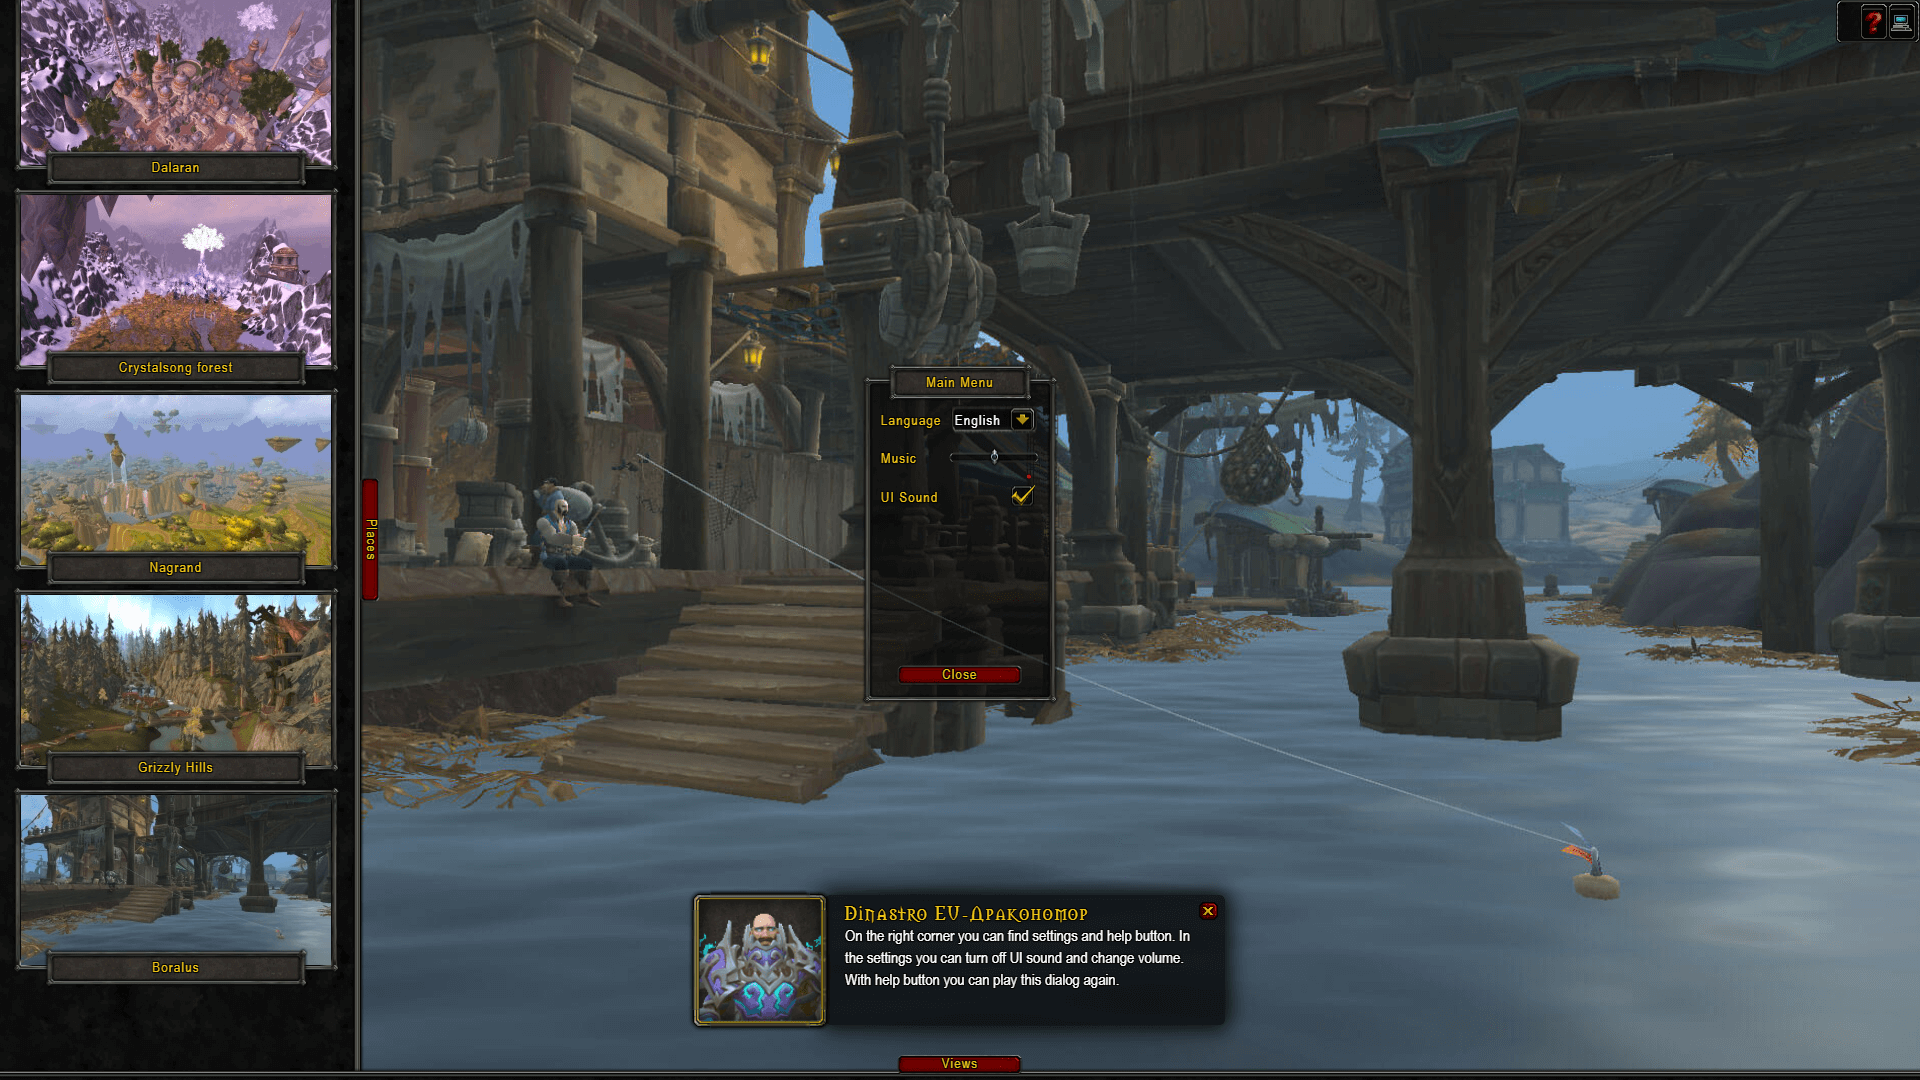 Dalaran
Crystalsong forest
Nagrand
Grizzly Hills
Boralus
Places
Main Menu
Language English
Music
UI Sound
Close
Dinastro EU-Дракономор
On the right corner you can find settings and help button. In
the settings you can turn off UI sound and change volume.
With help button you can play this dialog again.
Views